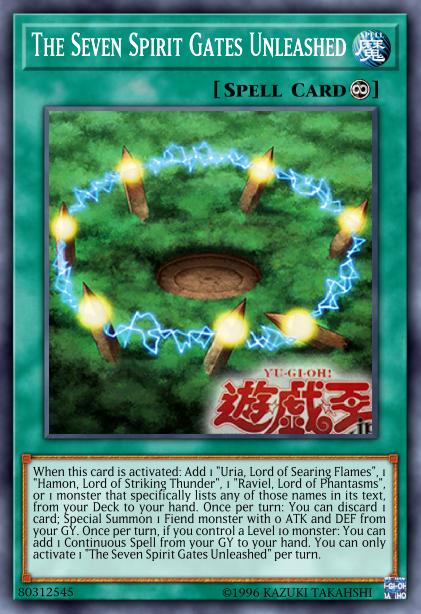 The Seven Spirit Gates Unleashed
SPELL
魔
[Spell Card]
YU-GI-OH!
遊戯王
When this card is activated: Add 1 "Uria, Lord of Searing Flames", 1
"Hamon, Lord of Striking Thunder", 1 "Raviel, Lord of Phantasms",
or 1 monster that specifically lists any of those names in its text,
from your Deck to your hand. Once per turn: You can discard 1
card; Special Summon 1 Fiend monster with 0 ATK and DEF from
your GY. Once per turn, if you control a Level 10 monster: You can
add 1 Continuous Spell from your GY to your hand. You can only
activate 1 "The Seven Spirit Gates Unleashed" per turn.
80312545
©1996 KAZUKI TAKAHSHI